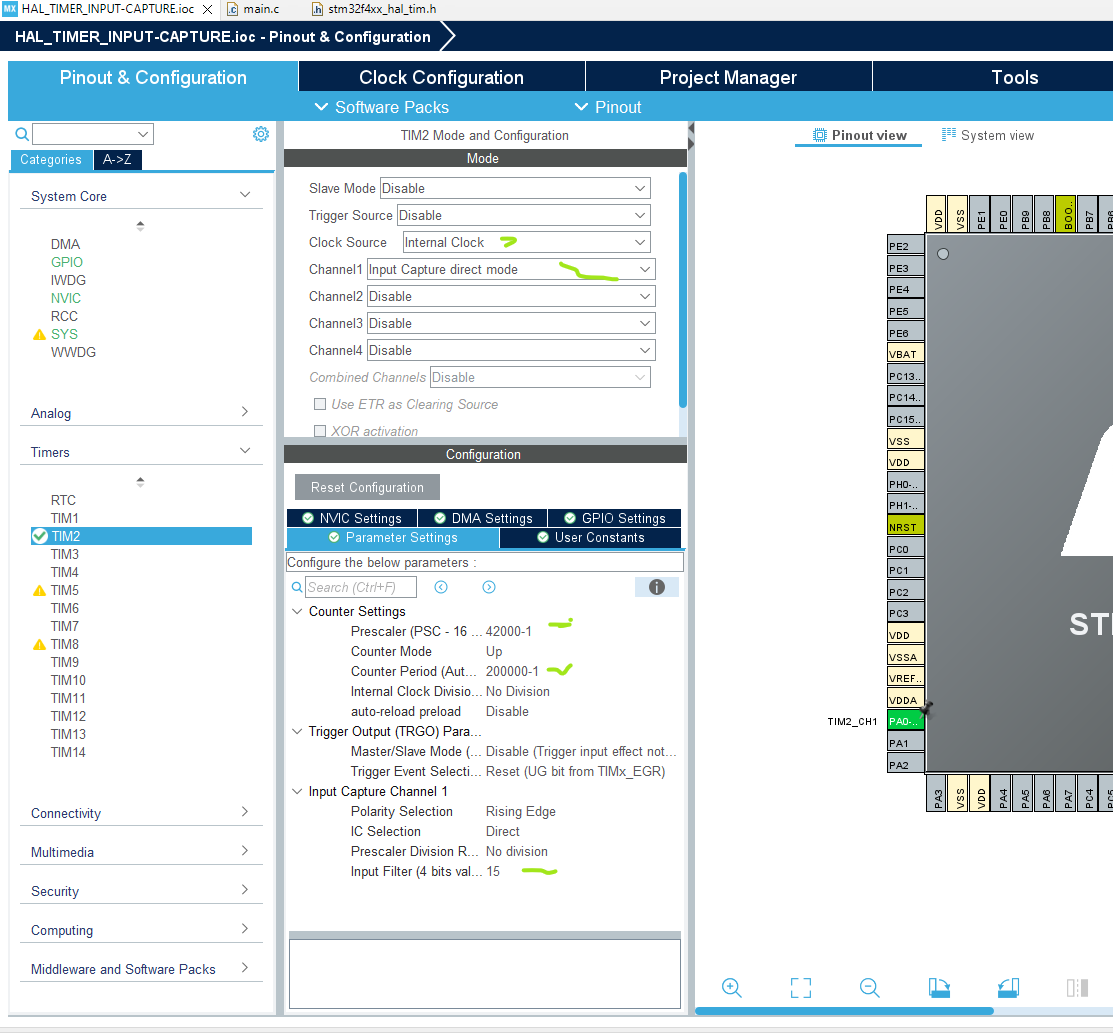 HAL_TIMER_INPUT-CAPTURE.ioc
main.c
stm32f4xx_hal_tim.h
HAL_TIMER_INPUT-CAPTURE.ioc - Pinout & Configuration
Pinout & Configuration
Clock Configuration
Project Manager
Tools
Software Packs
Pinout
Categories
A->Z
System Core
DMA
GPIO
IWDG
NVIC
RCC
SYS
WWDG
Analog
Timers
RTC
TIM1
TIM2
TIM3
TIM4
TIM5
TIM6
TIM7
TIM8
TIM9
TIM10
TIM11
TIM12
TIM13
TIM14
Connectivity
Multimedia
Security
Computing
Middleware and Software Packs
TIM2 Mode and Configuration
Mode
Slave Mode Disable
Trigger Source Disable
Clock Source Internal Clock
Channel1 Input Capture direct mode
Channel2 Disable
Channel3 Disable
Channel4 Disable
Combined Channels Disable
Use ETR as Clearing Source
XOR activation
Configuration
Reset Configuration
NVIC Settings
DMA Settings
GPIO Settings
Parameter Settings
User Constants
Configure the below parameters :
Search (Ctrl+F)
Counter Settings
Prescaler (PSC - 16 ... 42000-1
Counter Mode Up
Counter Period (Aut... 200000-1
Internal Clock Divisio... No Division
auto-reload preload Disable
Trigger Output (TRGO) Para...
Master/Slave Mode (... Disable (Trigger input effect not...
Trigger Event Selecti... Reset (UG bit from TIMx_EGR)
Input Capture Channel 1
Polarity Selection Rising Edge
IC Selection Direct
Prescaler Division R... No division
Input Filter (4 bits val... 15
Pinout view
System view
VDD
VSS
PE1
PE0
PB9
PB8
BOO..
PB7
PE2
PE3
PE4
PE5
PE6
VBAT
PC13..
PC14..
PC15..
VSS
VDD
PH0-..
PH1-..
NRST
PC0
PC1
PC2
PC3
VDD
VSSA
VREF..
VDDA
TIM2_CH1
PA0-..
PA1
PA2
PA3
VSS
VDD
PA4
PA5
PA6
PA7
PC4